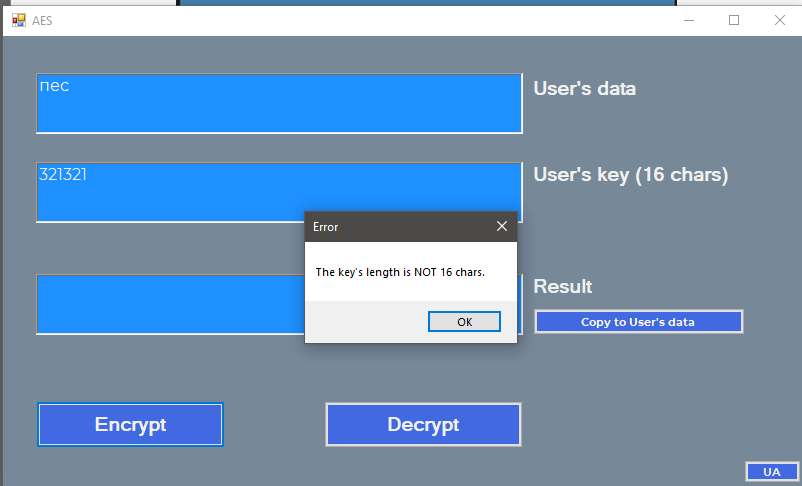 AES
пес
User's data
321321
User's key (16 chars)
Error
The key's length is NOT 16 chars.
OK
Result
Copy to User's data
Encrypt
Decrypt
UA